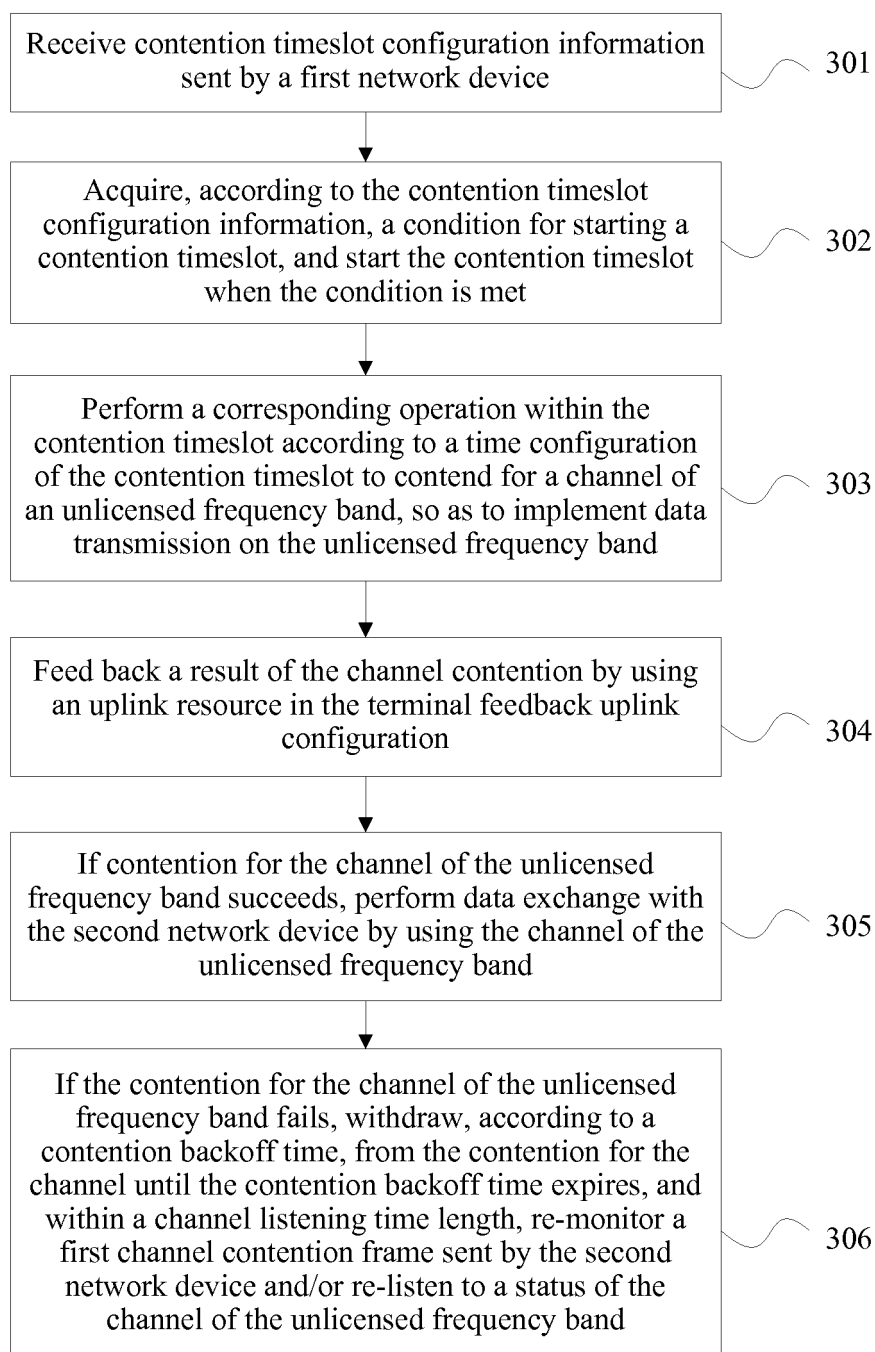 Receive contention timeslot configuration information
sent by a first network device
301
Acquire, according to the contention timeslot
configuration information, a condition for starting a
contention timeslot, and start the contention timeslot
when the condition is met
302
Perform a corresponding operation within the
contention timeslot according to a time configuration
of the contention timeslot to contend for a channel of
an unlicensed frequency band, so as to implement data
transmission on the unlicensed frequency band
303
Feed back a result of the channel contention by using
an uplink resource in the terminal feedback uplink
configuration
304
If contention for the channel of the unlicensed
frequency band succeeds, perform data exchange with
the second network device by using the channel of the
unlicensed frequency band
305
If the contention for the channel of the unlicensed
frequency band fails, withdraw, according to a
contention backoff time, from the contention for the
channel until the contention backoff time expires, and
within a channel listening time length, re-monitor a
first channel contention frame sent by the second
network device and/or re-listen to a status of the
channel of the unlicensed frequency band
306